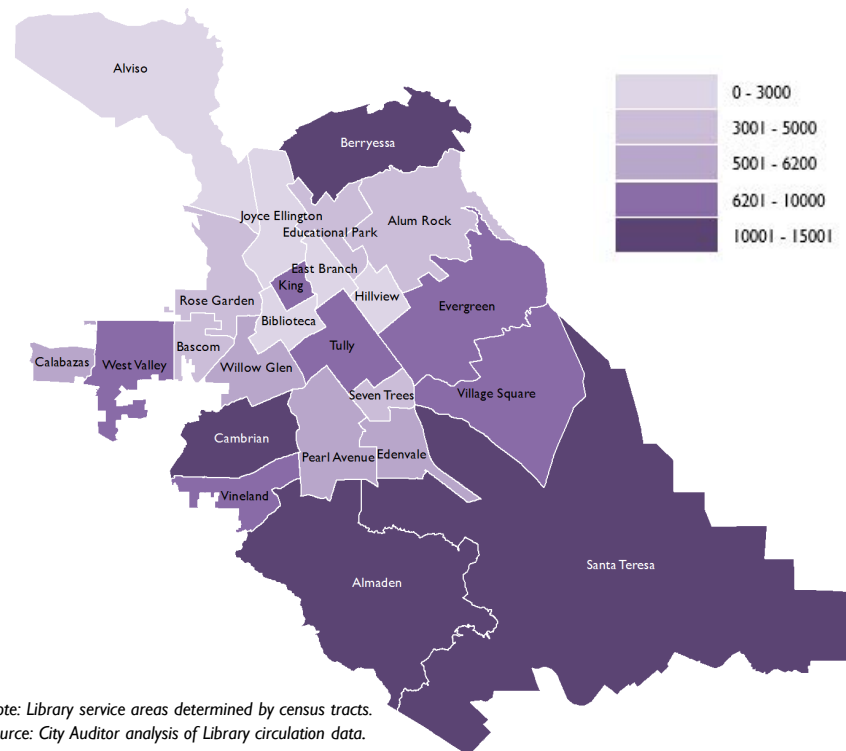 Alviso
0 - 3000
3001 - 5000
Berryessa
5001 - 6200
6201 - 10000
Joyce Ellington
Alum Rock
Educational Park
10001 - 15001
East Branch
King
Hillview
Rose Garden
Evergreen
Biblioteca
Bascom
Tully
Calabazas
West Valley
Willow Glen
Seven Trees
Village Square
Cambrian
Pearl Avenue
Edenvale
Vineland
Santa Teresa
Almaden
ote: Library service areas determined by census tracts.
urce: City Auditor analysis of Library circulation data.